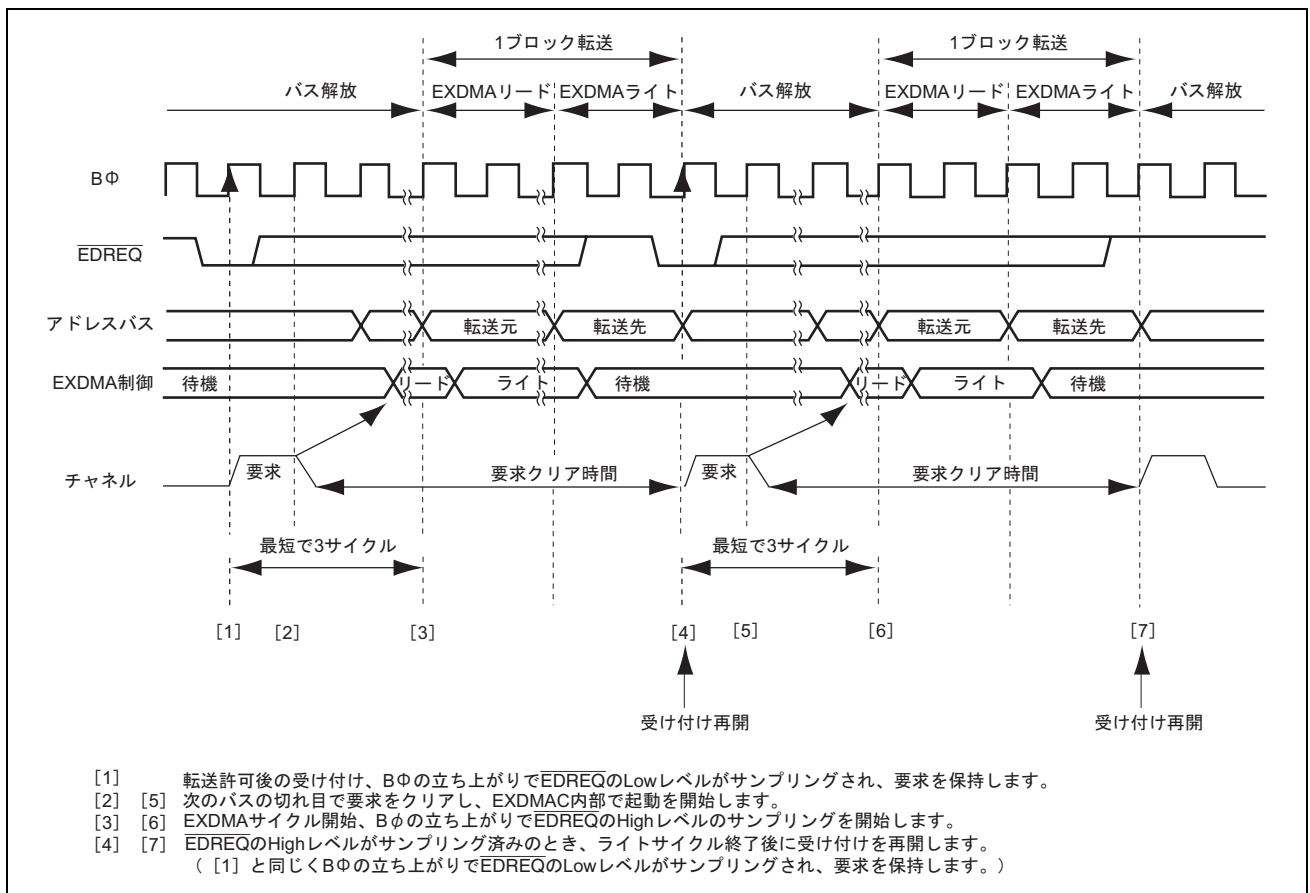 1ブロック転送 1ブロック転送
バス解放 EXDMAリード EXDMAライト バス解放 EXDMAリード EXDMAライト バス解放
BΦ
EDREQ
アドレスバス 転送元 転送先 転送元 転送先
EXDMA制御 待機 リード ライト 待機 リード ライト 待機
チャネル 要求 要求クリア時間 要求 要求クリア時間
最短で3サイクル 最短で3サイクル
[1] [2] [3] [4] [5] [6] [7]
受け付け再開 受け付け再開
[1] 転送許可後の受け付け、BΦの立ち上がりでEDREQのLowレベルがサンプリングされ、要求を保持します。
[2] [5] 次のバスの切れ目で要求をクリアし、EXDMAC内部で起動を開始します。
[3] [6] EXDMAサイクル開始、Bφの立ち上がりでEDREQのHighレベルのサンプリングを開始します。
[4] [7] EDREQのHighレベルがサンプリング済みのとき、ライトサイクル終了後に受け付けを再開します。
([1]と同じくBΦの立ち上がりでEDREQのLowレベルがサンプリングされ、要求を保持します。)